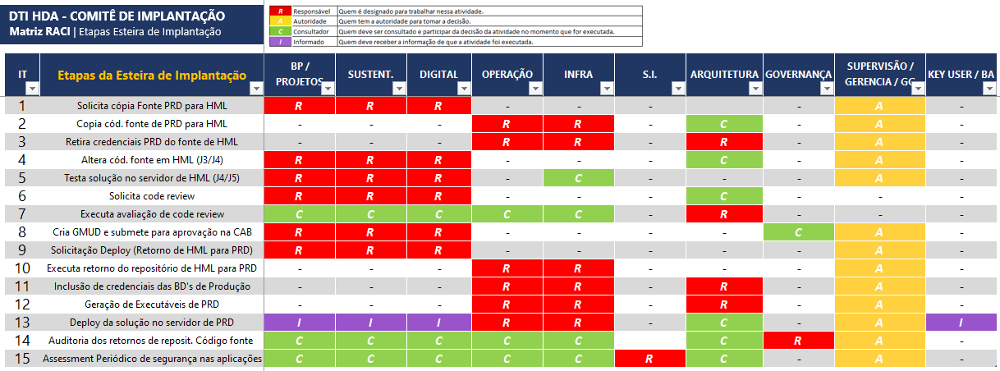 DTI HDA - COMITÊ DE IMPLANTAÇÃO
Matriz RACI | Etapas Esteira de Implantação
R Responsável Quem é designado para trabalhar nessa atividade.
A Autoridade Quem tem a autoridade para tomar a decisão.
C Consultador Quem deve ser consultado e participar da decisão da atividade no momento que for executada.
I Informado Quem deve receber a informação de que a atividade foi executada.
IT Etapas da Esteira de Implantação BP / PROJETOS SUSTENT. DIGITAL OPERAÇÃO INFRA S.I. ARQUITETURA GOVERNANÇA SUPERVISÃO / GERENCIA / GC KEY USER / BA
1 Solicita cópia Fonte PRD para HML R R R - - - - A -
2 Copia cód. fonte de PRD para HML - - - R R - C - A -
3 Retira credenciais PRD do fonte de HML - - - R R - R - A -
4 Altera cód. fonte em HML (J3/J4) R R R - - - C - A -
5 Testa solução no servidor de HML (J4/J5) R R R - C - - - A -
6 Solicita code review R R R - - - C - - -
7 Executa avaliação de code review C C C C C - R - - -
8 Cria GMUD e submete para aprovação na CAB R R R - - - - C A -
9 Solicitação Deploy (Retorno de HML para PRD) R R R - - - - - A -
10 Executa retorno do repositório de HML para PRD - - - R R - - - A -
11 Inclusão de credenciais das BD's de Produção - - - R R - R - A -
12 Geração de Executáveis de PRD - - - R R - R - A -
13 Deploy da solução no servidor de PRD I I I R R - C - A I
14 Auditoria dos retornos de reposit. Código fonte C C C C C - C R A -
15 Assessment Periódico de segurança nas aplicações C C C C C R C - A -